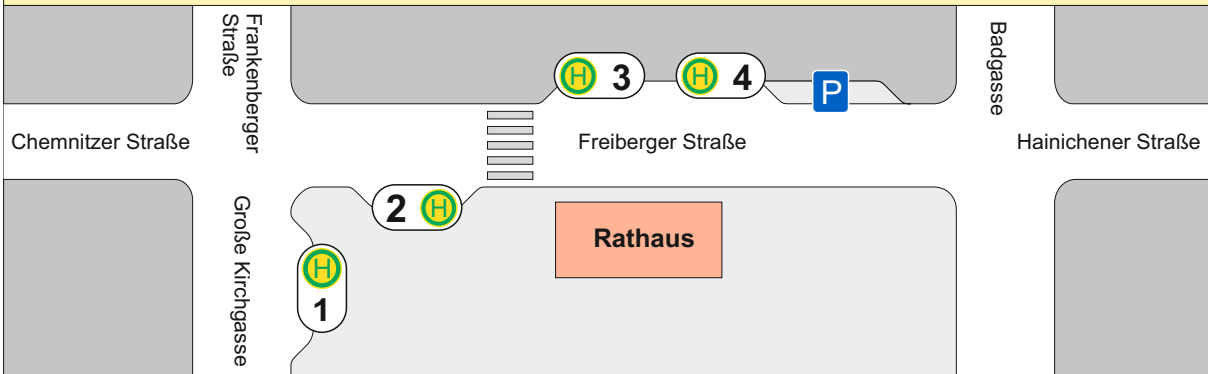 Frankenberger
Straße
Badgasse
H 3
H 4
P
Chemnitzer Straße
Freiberger Straße
Hainichener Straße
2 H
Große Kirchgasse
Rathaus
H
1